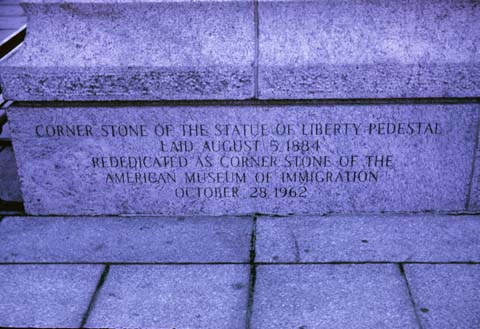 CORNER STONE OF THE STATUE OF LIBERTY PEDESTAL
LAID AUGUST 5, 1884
REDEDICATED AS CORNER STONE OF THE
AMERICAN MUSEUM OF IMMIGRATION
OCTOBER 28, 1962